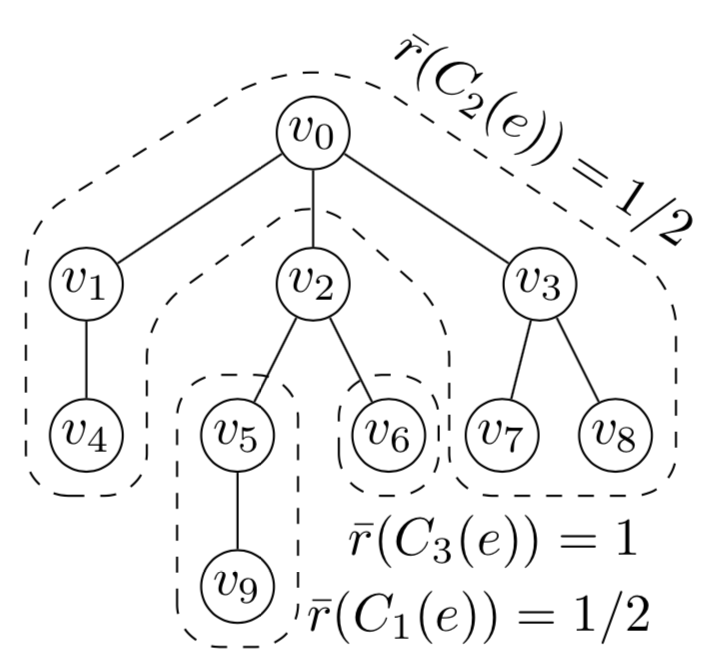 r̄(C₂(e)) = 1/2
v₀
v₁ v₂ v₃
v₄ v₅ v₆ v₇ v₈
r̄(C₃(e)) = 1
v₉ r̄(C₁(e)) = 1/2